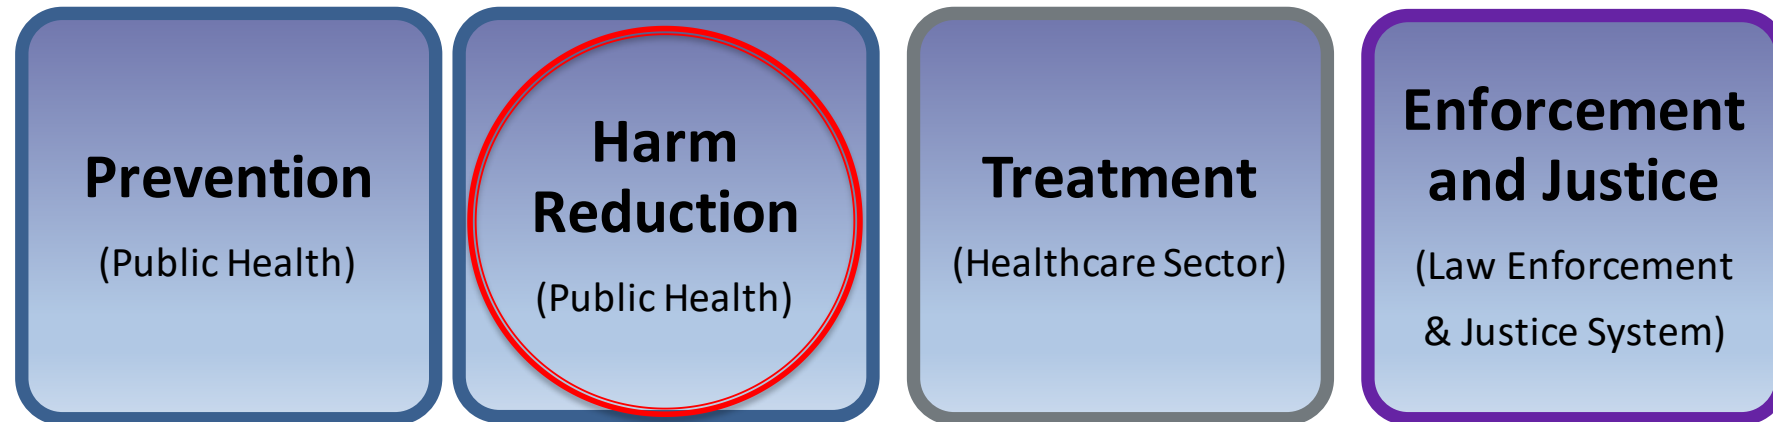 Prevention
(Public Health)
Harm
Reduction
(Public Health)
Treatment
(Healthcare Sector)
Enforcement
and Justice
(Law Enforcement
& Justice System)